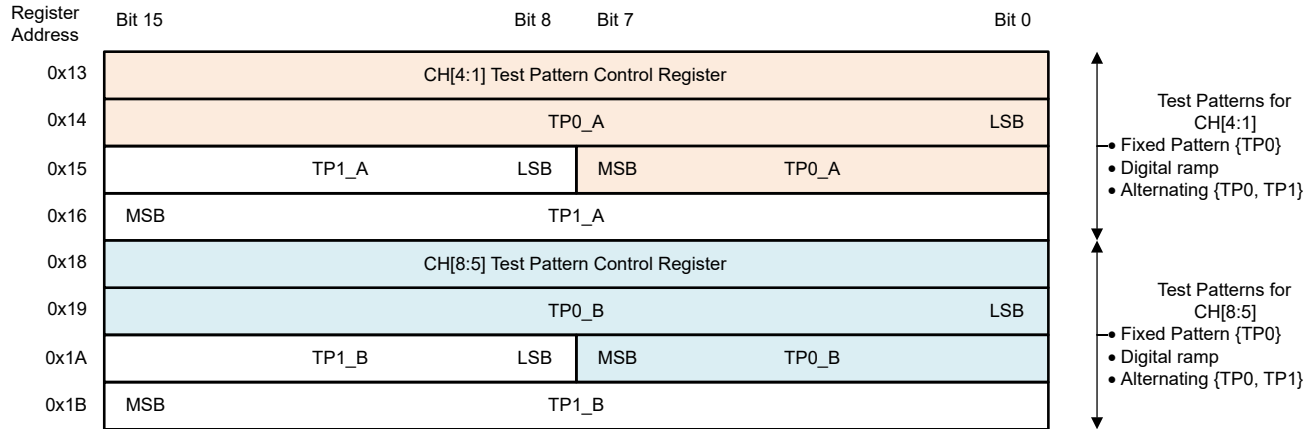 Register
Address
Bit 15 Bit 8 Bit 7 Bit 0
0x13 CH[4:1] Test Pattern Control Register
0x14 TP0_A LSB
0x15 TP1_A LSB MSB TP0_A
0x16 MSB TP1_A
Test Patterns for
CH[4:1]
• Fixed Pattern {TP0}
• Digital ramp
• Alternating {TP0, TP1}
0x18 CH[8:5] Test Pattern Control Register
0x19 TP0_B LSB
0x1A TP1_B LSB MSB TP0_B
0x1B MSB TP1_B
Test Patterns for
CH[8:5]
• Fixed Pattern {TP0}
• Digital ramp
• Alternating {TP0, TP1}